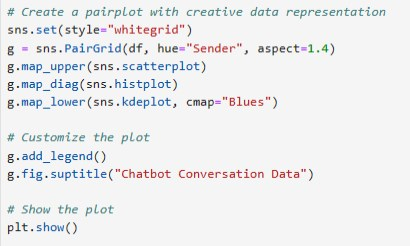 # Create a pairplot with creative data representation
sns.set(style="whitegrid")
g = sns.PairGrid(df, hue="Sender", aspect=1.4)
g.map_upper(sns.scatterplot)
g.map_diag(sns.histplot)
g.map_lower(sns.kdeplot, cmap="Blues")
# Customize the plot
g.add_legend()
g.fig.suptitle("Chatbot Conversation Data")
# Show the plot
plt.show()